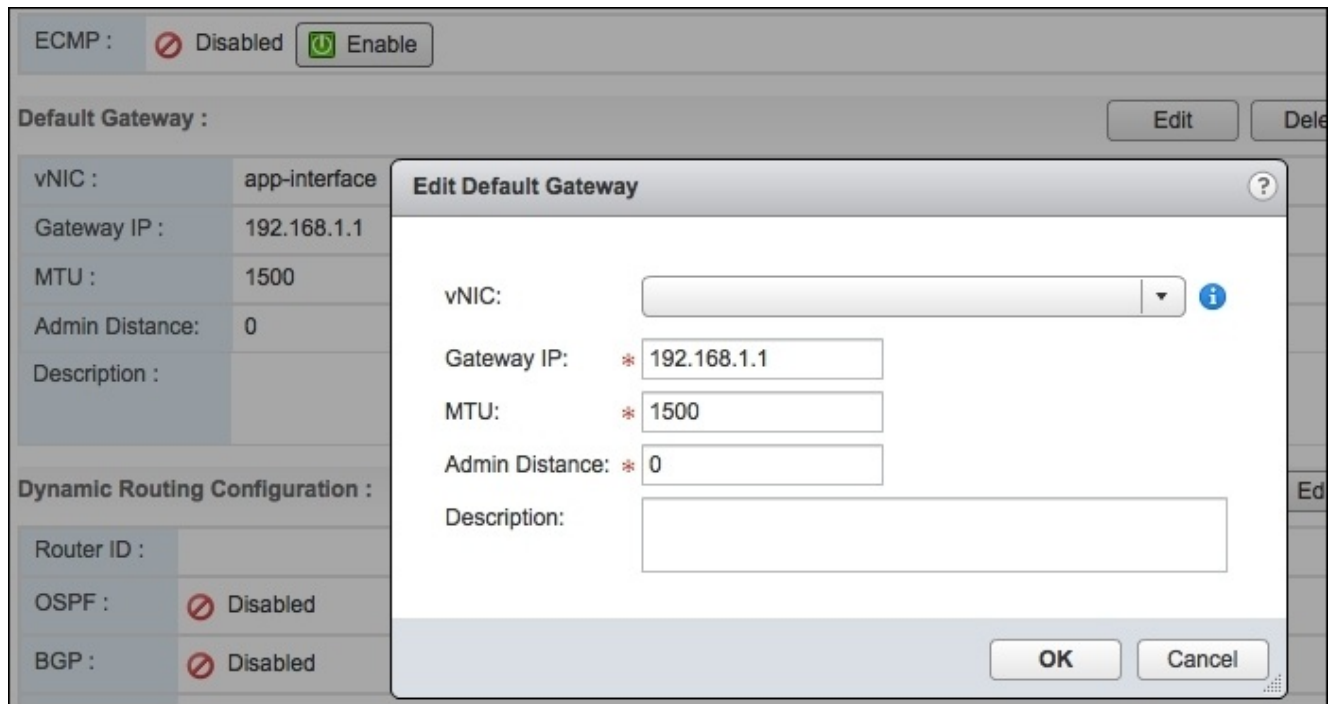 ECMP : Disabled Enable
Default Gateway : Edit Dele
vNIC : app-interface
Gateway IP : 192.168.1.1
MTU : 1500
Admin Distance: 0
Description :
Dynamic Routing Configuration : Ed
Router ID :
OSPF : Disabled
BGP : Disabled
Edit Default Gateway ?
vNIC:
Gateway IP: * 192.168.1.1
MTU: * 1500
Admin Distance: * 0
Description:
OK Cancel